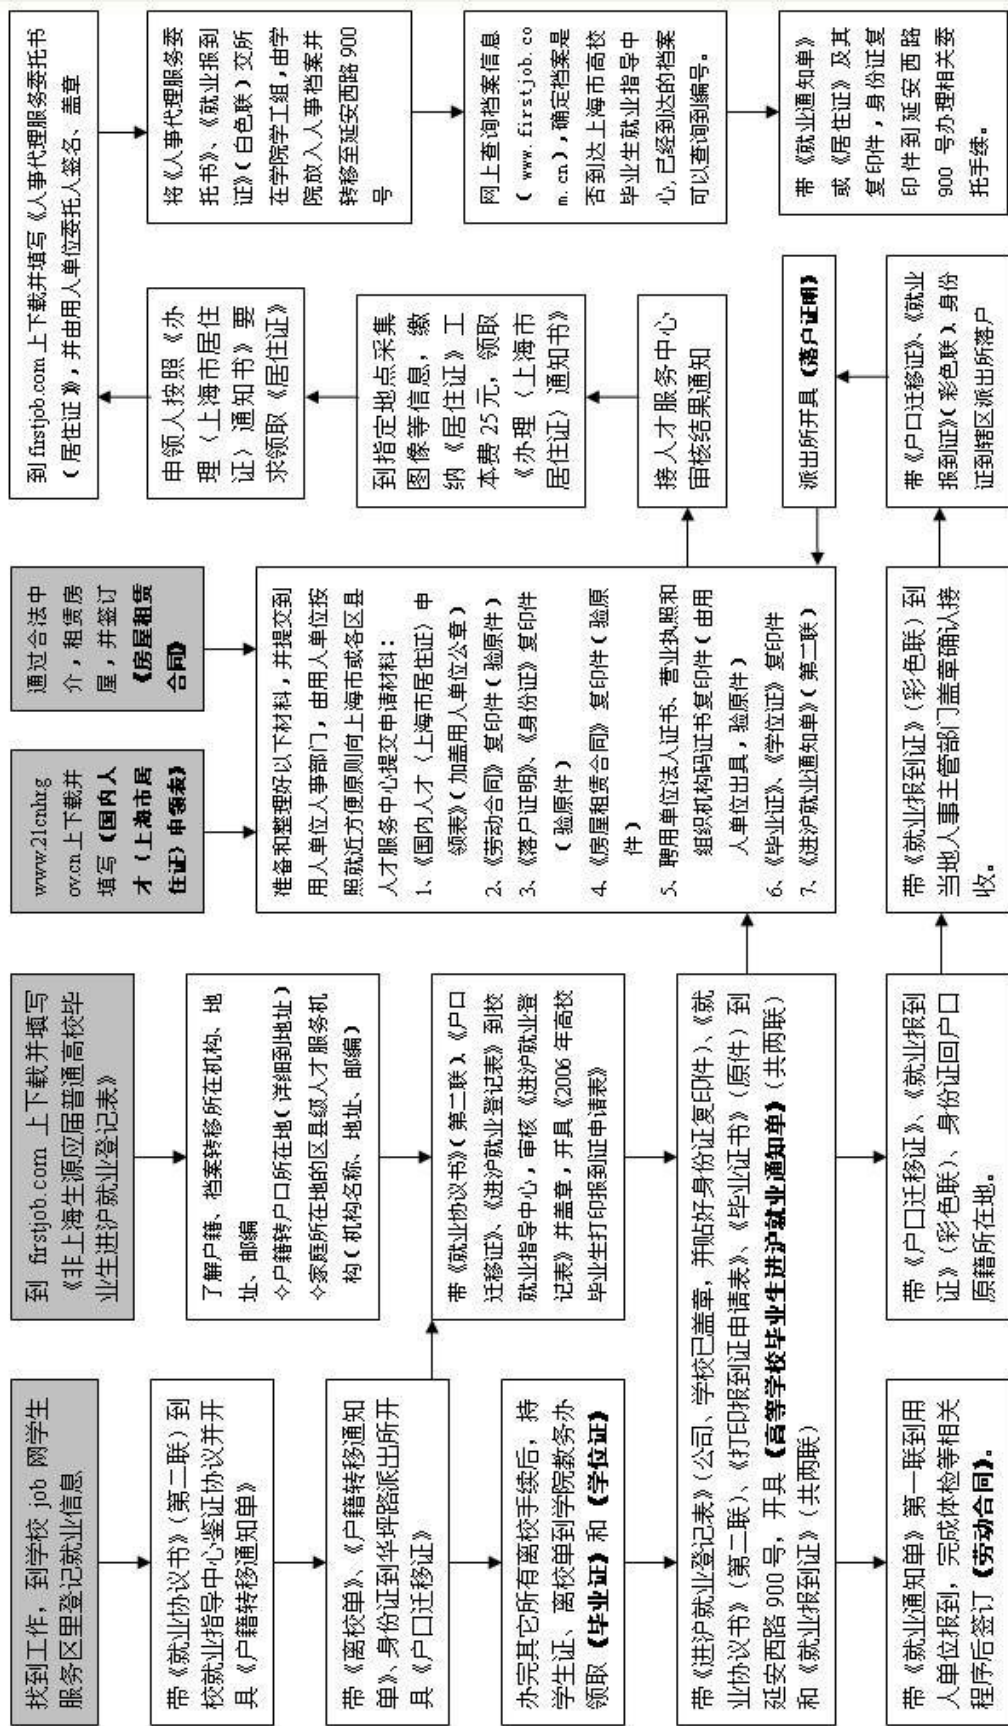 找到工作，到学校 job 网学生
服务区里登记就业信息
带《就业协议书》（第二联）到
校就业指导中心鉴证协议并开
具《户籍转移通知单》
带《离校单》、《户籍转移通知
单》、身份证到华坪路派出所开
具《户口迁移证》
办完其它所有离校手续后，持
学生证、离校单到学院教务办
领取《毕业证》和《学位证》
带《进沪就业登记表》（公司、学校已盖章，并贴好身份证复印件）、《就
业协议书》（第二联）、《打印报到证申请表》、《毕业证书》（原件）到
延安西路 900 号，开具《高等学校毕业生进沪就业通知单》（共两联）
和《就业报到证》（共两联）
带《就业通知单》第一联到用
人单位报到，完成体检等相关
程序后签订《劳动合同》。
到 firstjob.com 上下载并填写
《非上海生源应届普通高校毕
业生进沪就业登记表》
了解户籍、档案转移所在机构、地
址、邮编
◇户籍转户口所在地（详细到地址）
◇家庭所在地的区县级人才服务机
构（机构名称、地址、邮编）
带《就业协议书》（第二联）、《户口
迁移证》、《进沪就业登记表》到校
就业指导中心，审核《进沪就业登
记表》并盖章，开具《2006 年高校
毕业生打印报到证申请表》
带《户口迁移证》、《就业报到
证》（彩色联）、身份证回户口
原籍所在地。
www.21cnhrg
ov.cn 上下载并
填写《国内人
才〈上海市居
住证〉申领表》
通过合法中
介，租赁房
屋，并签订
《房屋租赁
合同》
准备和整理好以下材料，并提交到
用人单位人事部门，由用人单位按
照就近方便原则向上海市或各区县
人才服务中心提交申请材料：
1、《国内人才〈上海市居住证〉申
领表》（加盖用人单位公章）
2、《劳动合同》复印件（验原件）
3、《落户证明》、《身份证》复印件
（验原件）
4、《房屋租赁合同》复印件（验原
件）
5、聘用单位法人证书、营业执照和
组织机构码证书复印件（由用
人单位出具，验原件）
6、《毕业证》、《学位证》复印件
7、《进沪就业通知单》（第二联）
带《就业报到证》（彩色联）到
当地人事主管部门盖章确认接
收。
到 firstjob.com 上下载并填写《人事代理服务委托书
（居住证）》，并由用人单位委托人签名、盖章
申领人按照《办
理〈上海市居住
证〉通知书》要
求领取《居住证》
到指定地点采集
图像等信息，缴
纳《居住证》工
本费 25 元，领取
《办理〈上海市
居住证〉通知书》
接人才服务中心
审核结果通知
派出所开具《落户证明》
带《户口迁移证》、《就业
报到证》（彩色联）、身份
证到辖区派出所落户
将《人事代理服务委
托书》、《就业报到
证》（白色联）交所
在学院学工组，由学
院放入人事档案并
转移至延安西路 900
号
网上查询档案信息
（ www.firstjob.co
m.cn），确定档案是
否到达上海市高校
毕业生就业指导中
心，已经到达的档案
可以查询到编号。
带《就业通知单》
或《居住证》及其
复印件，身份证复
印件到延安西路
900 号办理相关委
托手续。